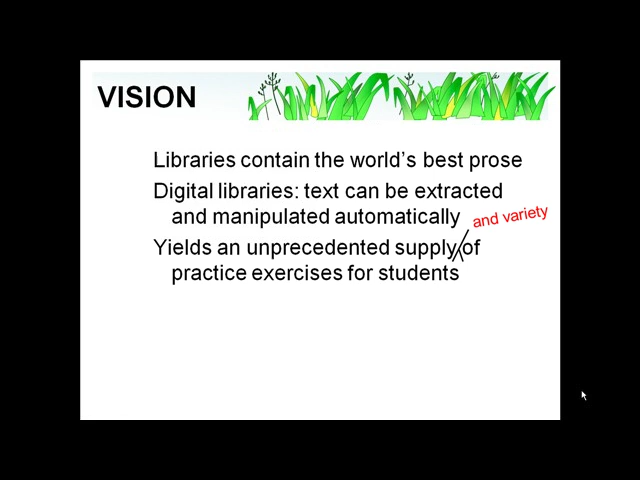 VISION
Libraries contain the world's best prose
Digital libraries: text can be extracted
and manipulated automatically
and variety
Yields an unprecedented supply of
practice exercises for students